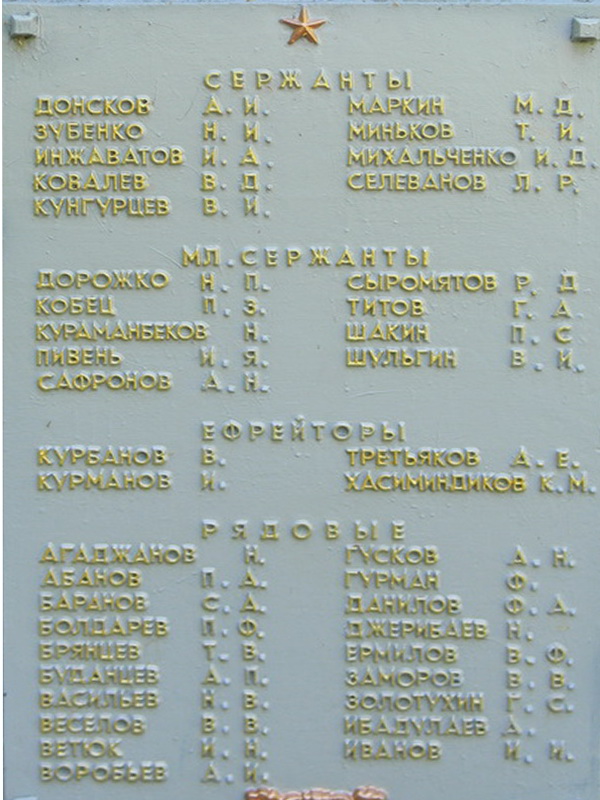 СЕРЖАНТЫ
ДОНСКОВ А. И. МАРКИН М. Д.
ЗУБЕНКО Н. И. МИНЬКОВ Т. И.
ИНЖАВАТОВ И. А. МИХАЛЬЧЕНКО И. Д.
КОВАЛЕВ В. Д. СЕЛЕВАНОВ Л. Р.
КУНГУРЦЕВ В. И.
МЛ. СЕРЖАНТЫ
ДОРОЖКО Н. П. СЫРОМЯТОВ Р. Д
КОБЕЦ П. З. ТИТОВ Г. А.
КУРАМАНБЕКОВ Н. ШАКИН П. С
ПИВЕНЬ И. Я. ШУЛЬГИН В. И.
САФРОНОВ А. Н.
ЕФРЕЙТОРЫ
КУРБАНОВ В. ТРЕТЬЯКОВ А. Е.
КУРМАНОВ И. ХАСИМИНДИКОВ К. М.
РЯДОВЫЕ
АГАДЖАНОВ Н. ГУСКОВ А. Н.
АБАНОВ П. А. ГУРМАН Ф.
БАРАНОВ С. А. ДАНИЛОВ Ф. А.
БОЛДАРЕВ П. Ф. ДЖЕРИБАЕВ Н.
БРЯНЦЕВ Т. В. ЕРМИЛОВ В. Ф.
БУДАНЦЕВ А. П. ЗАМОРОВ В. В.
ВАСИЛЬЕВ Н. В. ЗОЛОТУХИН Г. С.
ВЕСЕЛОВ В. В. ИБАДУЛАЕВ А.
ВЕТЮК И. Н. ИВАНОВ И. И.
ВОРОБЬЕВ А. И.